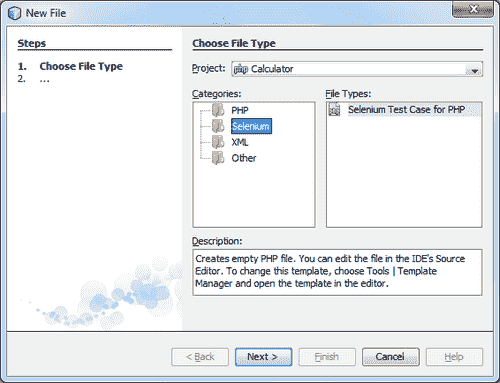 New File
Steps
1. Choose File Type
2. ...
Choose File Type
Project: php Calculator
Categories:
PHP
Selenium
XML
Other
File Types:
Selenium Test Case for PHP
Description:
Creates empty PHP file. You can edit the file in the IDE's Source
Editor. To change this template, choose Tools | Template
Manager and open the template in the editor.
< Back
Next >
Finish
Cancel
Help